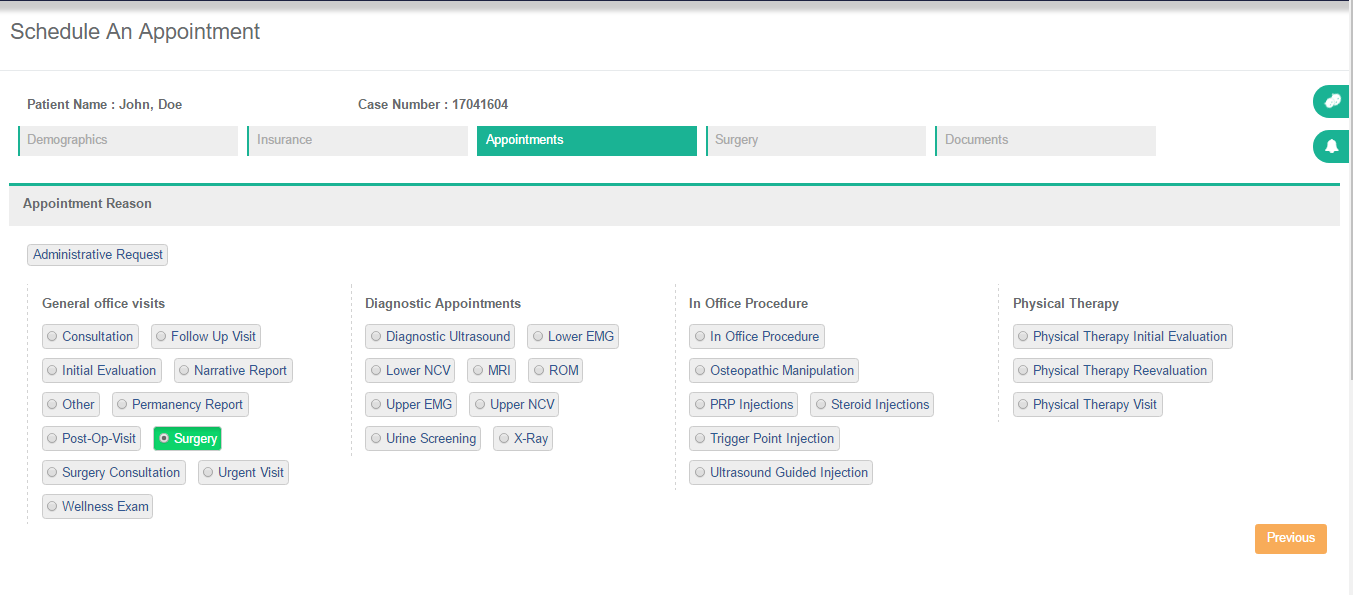 Schedule An Appointment
Patient Name : John, Doe
Case Number : 17041604
Demographics
Insurance
Appointments
Surgery
Documents
Appointment Reason
Administrative Request
General office visits
Consultation
Follow Up Visit
Initial Evaluation
Narrative Report
Other
Permanency Report
Post-Op-Visit
Surgery
Surgery Consultation
Urgent Visit
Wellness Exam
Diagnostic Appointments
Diagnostic Ultrasound
Lower EMG
Lower NCV
MRI
ROM
Upper EMG
Upper NCV
Urine Screening
X-Ray
In Office Procedure
In Office Procedure
Osteopathic Manipulation
PRP Injections
Steroid Injections
Trigger Point Injection
Ultrasound Guided Injection
Physical Therapy
Physical Therapy Initial Evaluation
Physical Therapy Reevaluation
Physical Therapy Visit
Previous